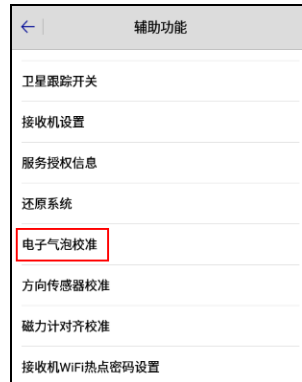 辅助功能
卫星跟踪开关
接收机设置
服务授权信息
还原系统
电子气泡校准
方向传感器校准
磁力计对齐校准
接收机WiFi热点密码设置